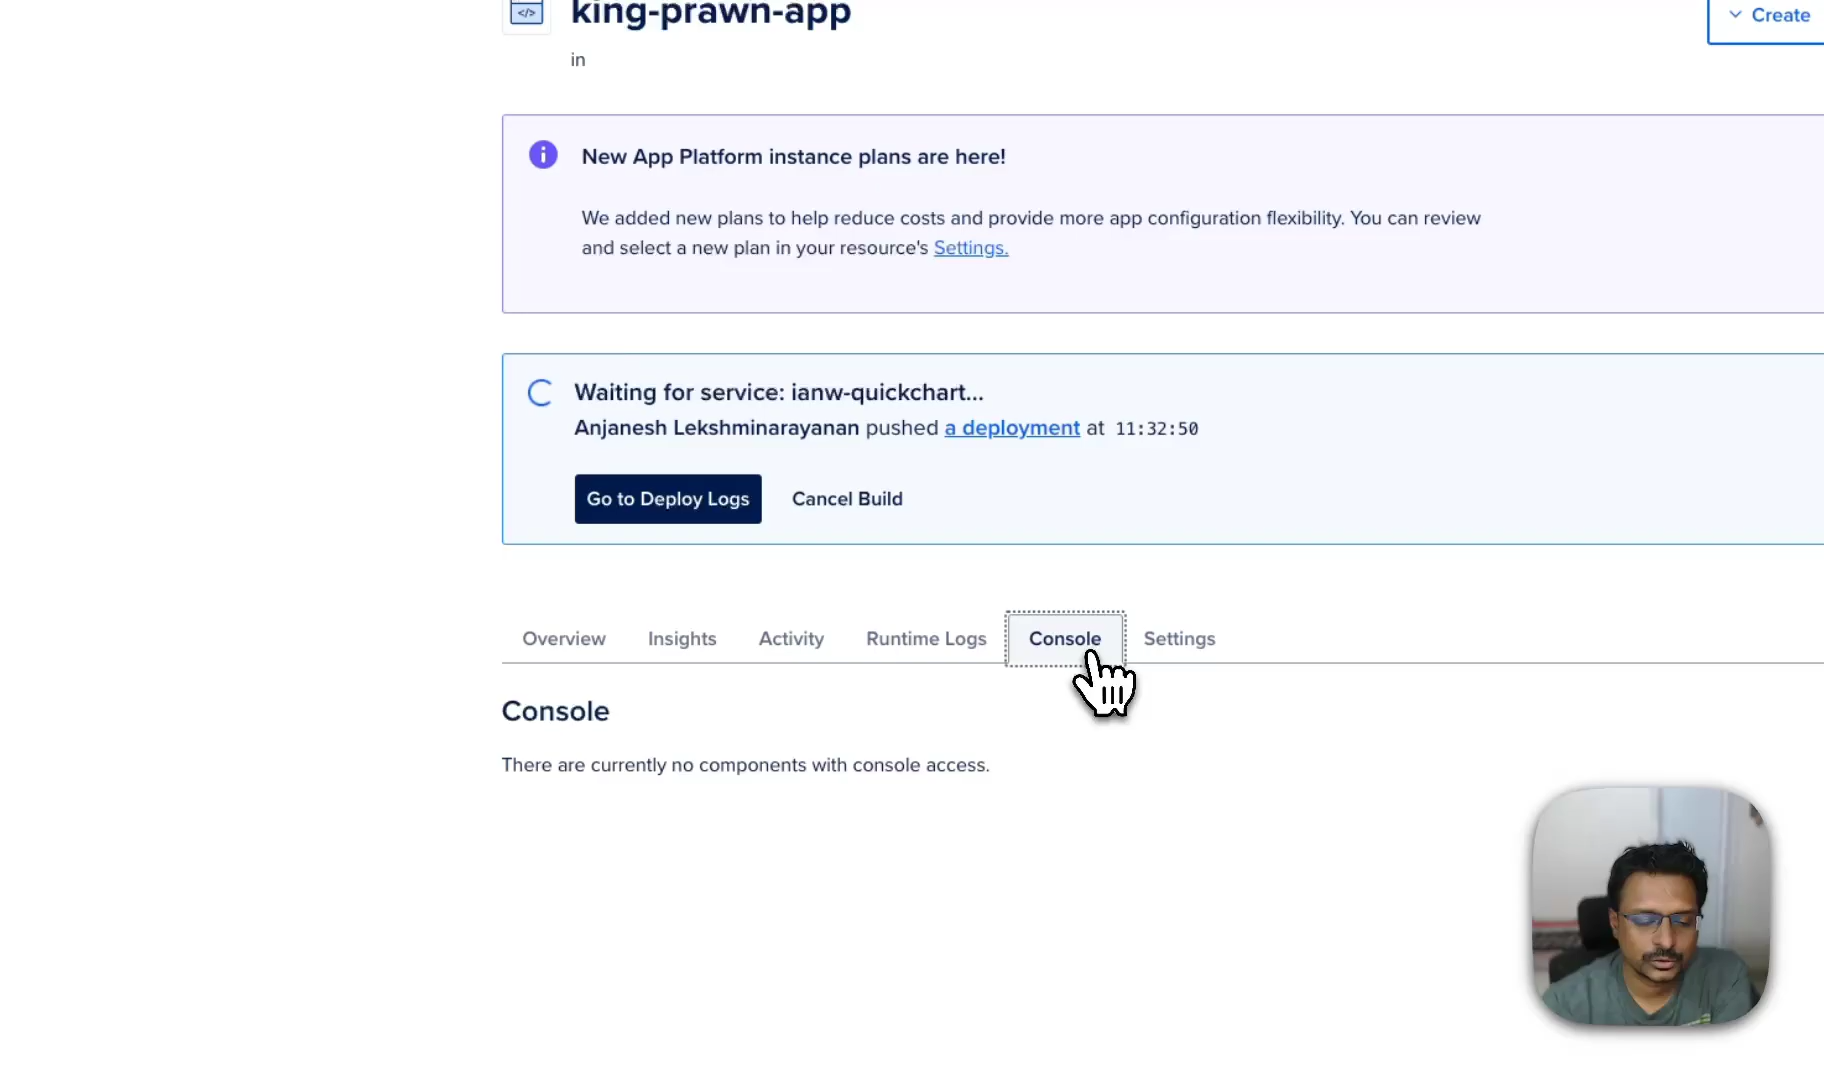 </>
king-prawn-app
Create
in
New App Platform instance plans are here!
We added new plans to help reduce costs and provide more app configuration flexibility. You can review
and select a new plan in your resource's Settings.
Waiting for service: ianw-quickchart...
Anjanesh Lekshminarayanan pushed a deployment at 11:32:50
Go to Deploy Logs Cancel Build
Overview Insights Activity Runtime Logs Console Settings
Console
There are currently no components with console access.